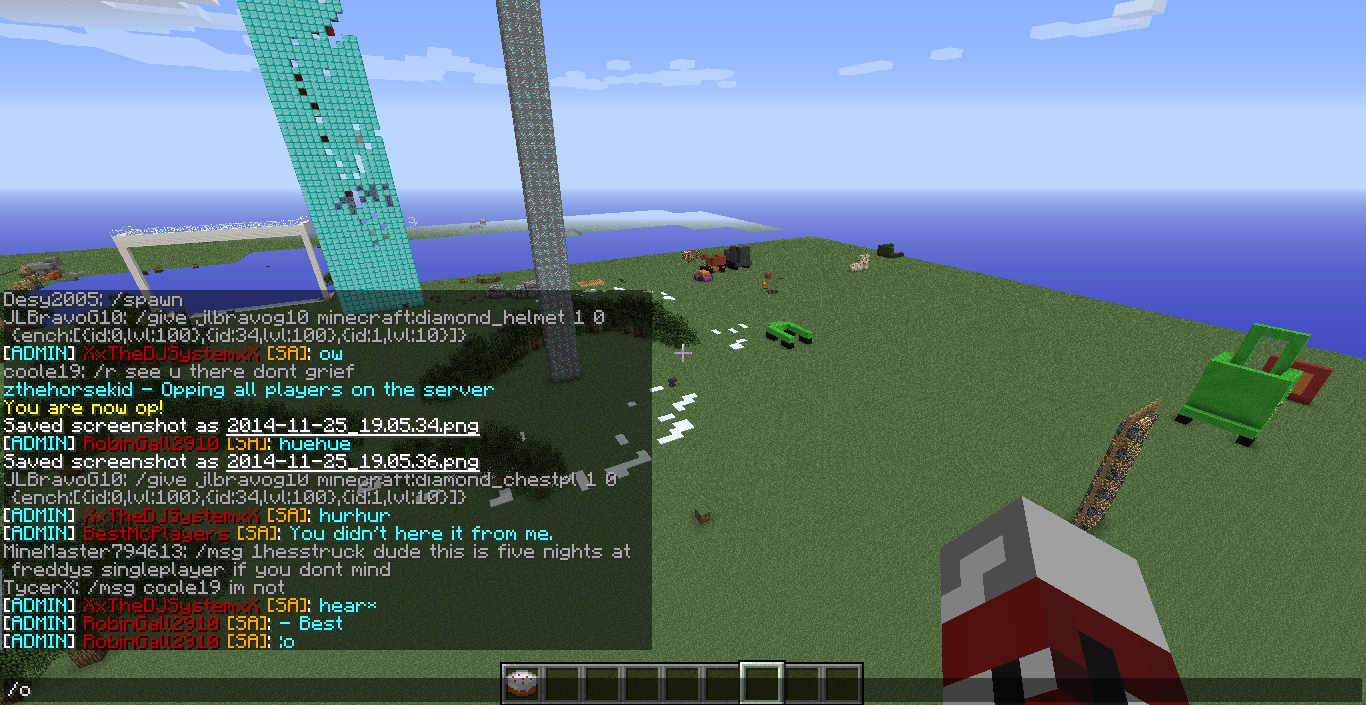 Desy2005: /spawn
JLBravoG10: /give jlbravog10 minecraft:diamond_helmet 1 0
{ench:[{id:0,lvl:100},{id:34,lvl:100},{id:1,lvl:10}]}
[ADMIN] XxTheDJSystemxX [SA]: ow
coole19: /r see u there dont grief
zthehorsekid - Opping all players on the server
You are now op!
Saved screenshot as 2014-11-25_19.05.34.png
[ADMIN] RobinGall2910 [SA]: huehue
Saved screenshot as 2014-11-25_19.05.36.png
JLBravoG10: /give jlbravog10 minecraft:diamond_chestpl 1 0
{ench:[{id:0,lvl:100},{id:34,lvl:100},{id:1,lvl:10}]}
[ADMIN] XxTheDJSystemxX [SA]: hurhur
[ADMIN] BestMcPlagers [SA]: You didn't here it from me.
MineMaster794613: /msg 1hesstruck dude this is five nights at
freddys singleplayer if you dont mind
TycerX: /msg coole19 im not
[ADMIN] XxTheDJSystemxX [SA]: hear*
[ADMIN] RobinGall2910 [SA]: - Best
[ADMIN] RobinGall2910 [SA]: :o
/o